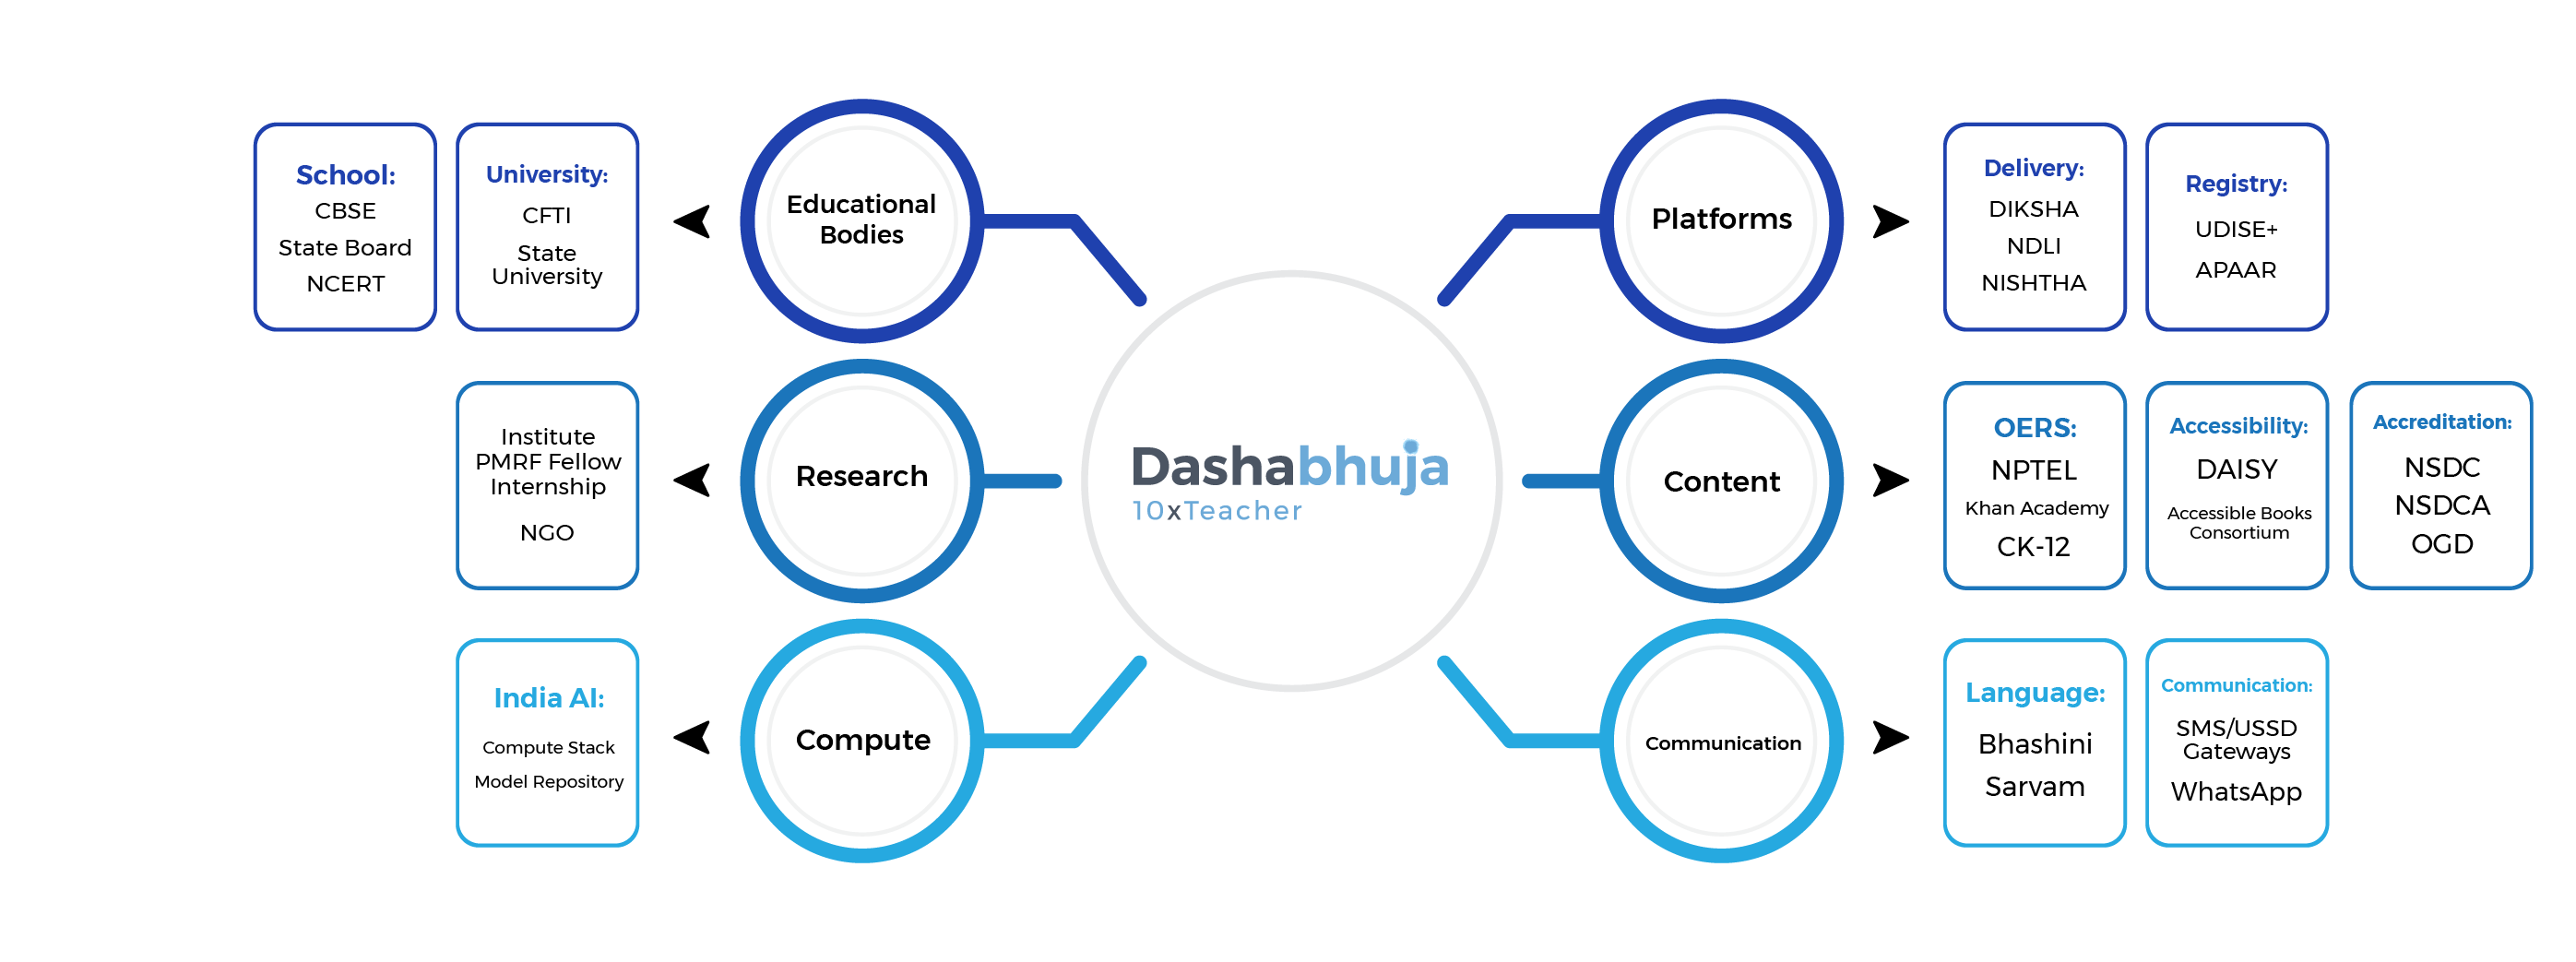 School:
CBSE
State Board
NCERT
University:
CFTI
State
University
Educational
Bodies
Platforms
Delivery:
DIKSHA
NDLI
NISHTHA
Registry:
UDISE+
APAAR
Institute
PMRF Fellow
Internship
NGO
Research
Dashabhuja
10xTeacher
Content
OERS:
NPTEL
Khan Academy
CK-12
Accessibility:
DAISY
Accessible Books
Consortium
Accreditation:
NSDC
NSDCA
OGD
India AI:
Compute Stack
Model Repository
Compute
Communication
Language:
Bhashini
Sarvam
Communication:
SMS/USSD
Gateways
WhatsApp